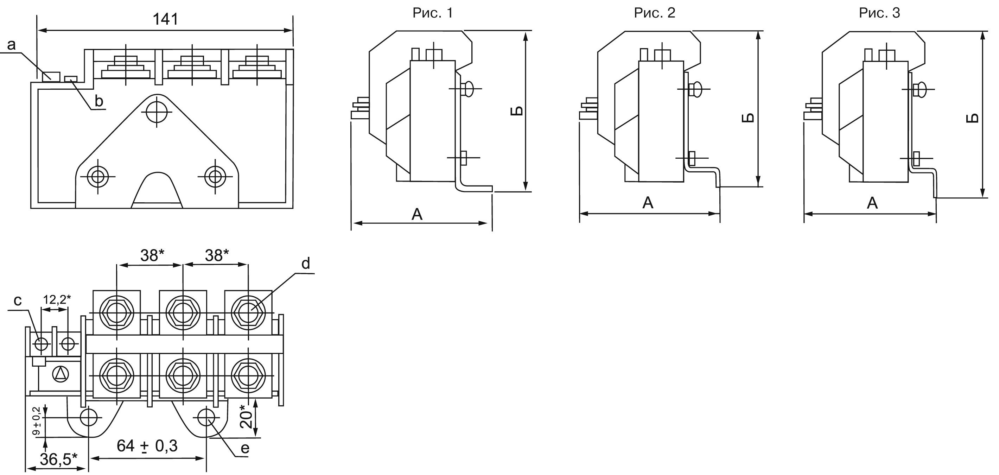 141
a
b
Рис. 1
Б
А
Рис. 2
Б
А
Рис. 3
Б
А
38*
38*
d
c
12,2*
9 ± 0,2
20*
64 ± 0,3
e
36,5*